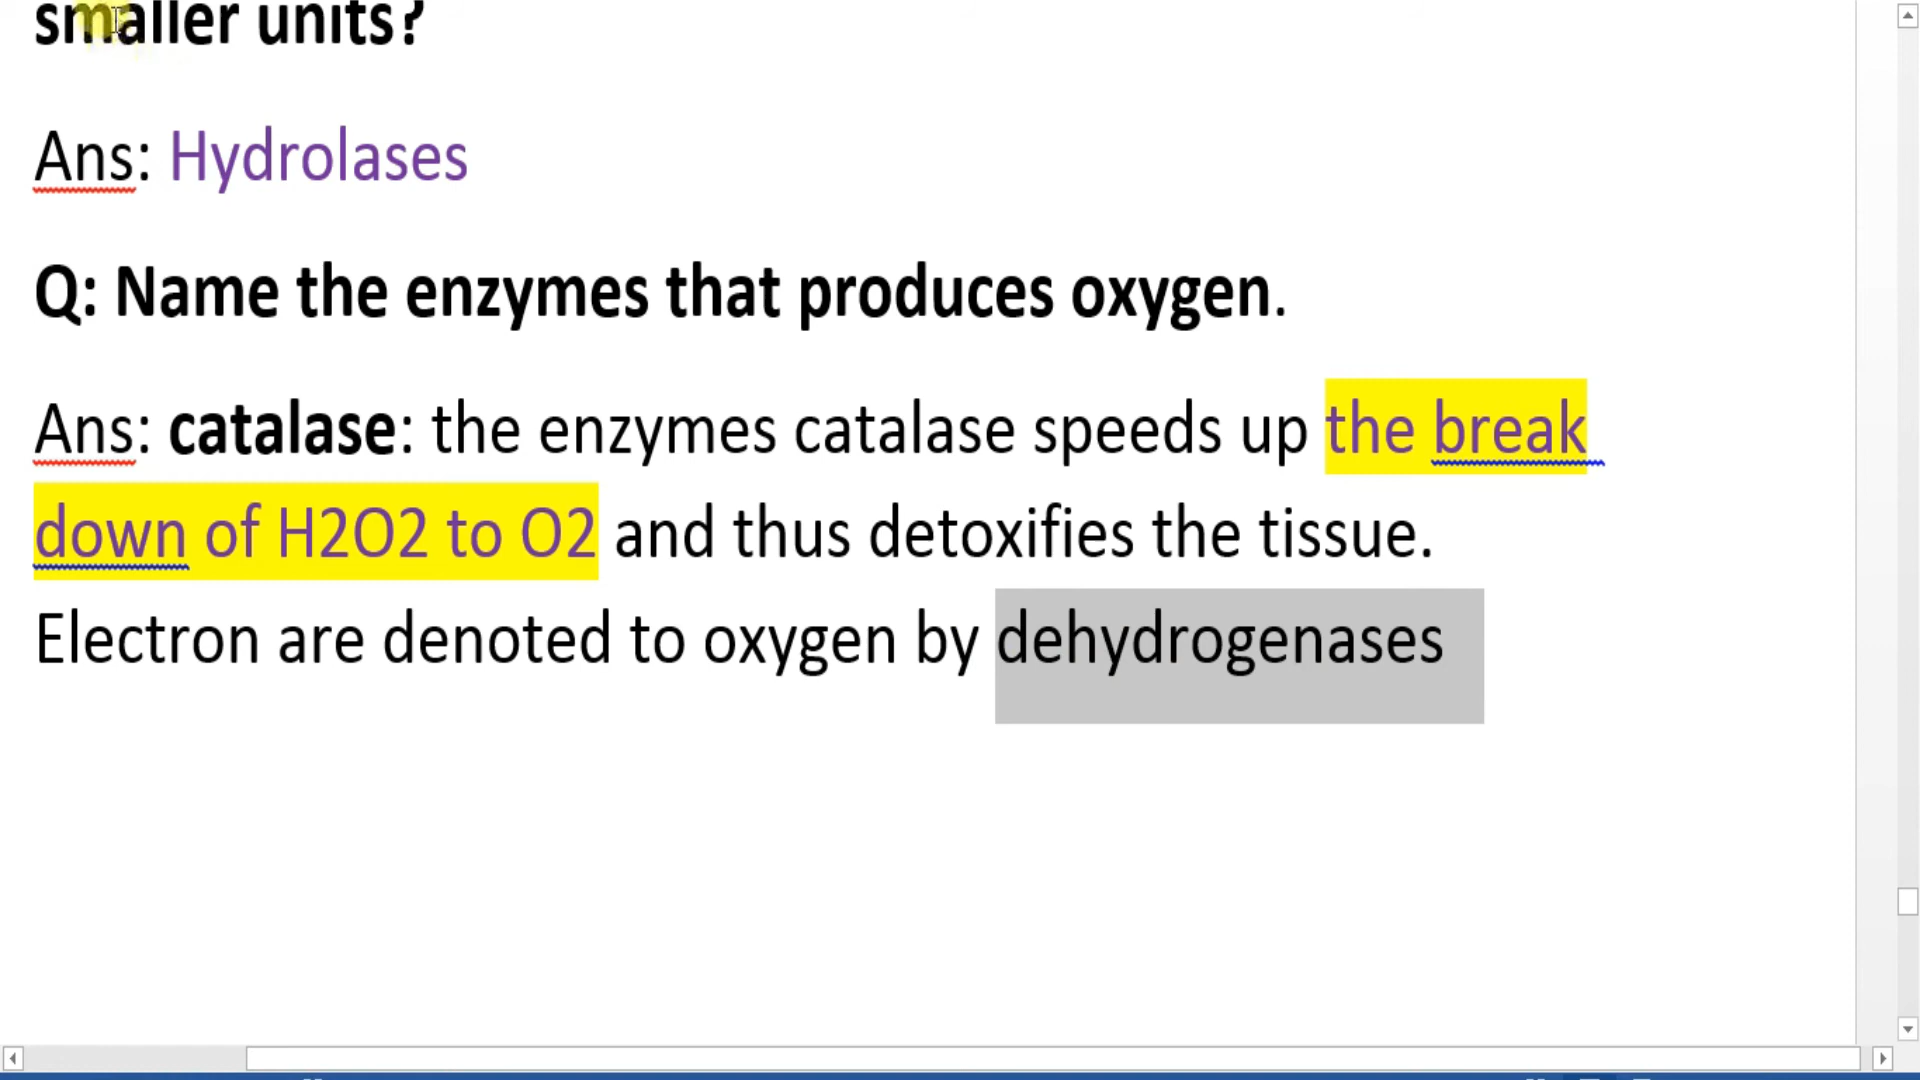 smaller units?
Ans: Hydrolases
Q: Name the enzymes that produces oxygen.
Ans: catalase: the enzymes catalase speeds up the break
down of H2O2 to O2 and thus detoxifies the tissue.
Electron are denoted to oxygen by dehydrogenases